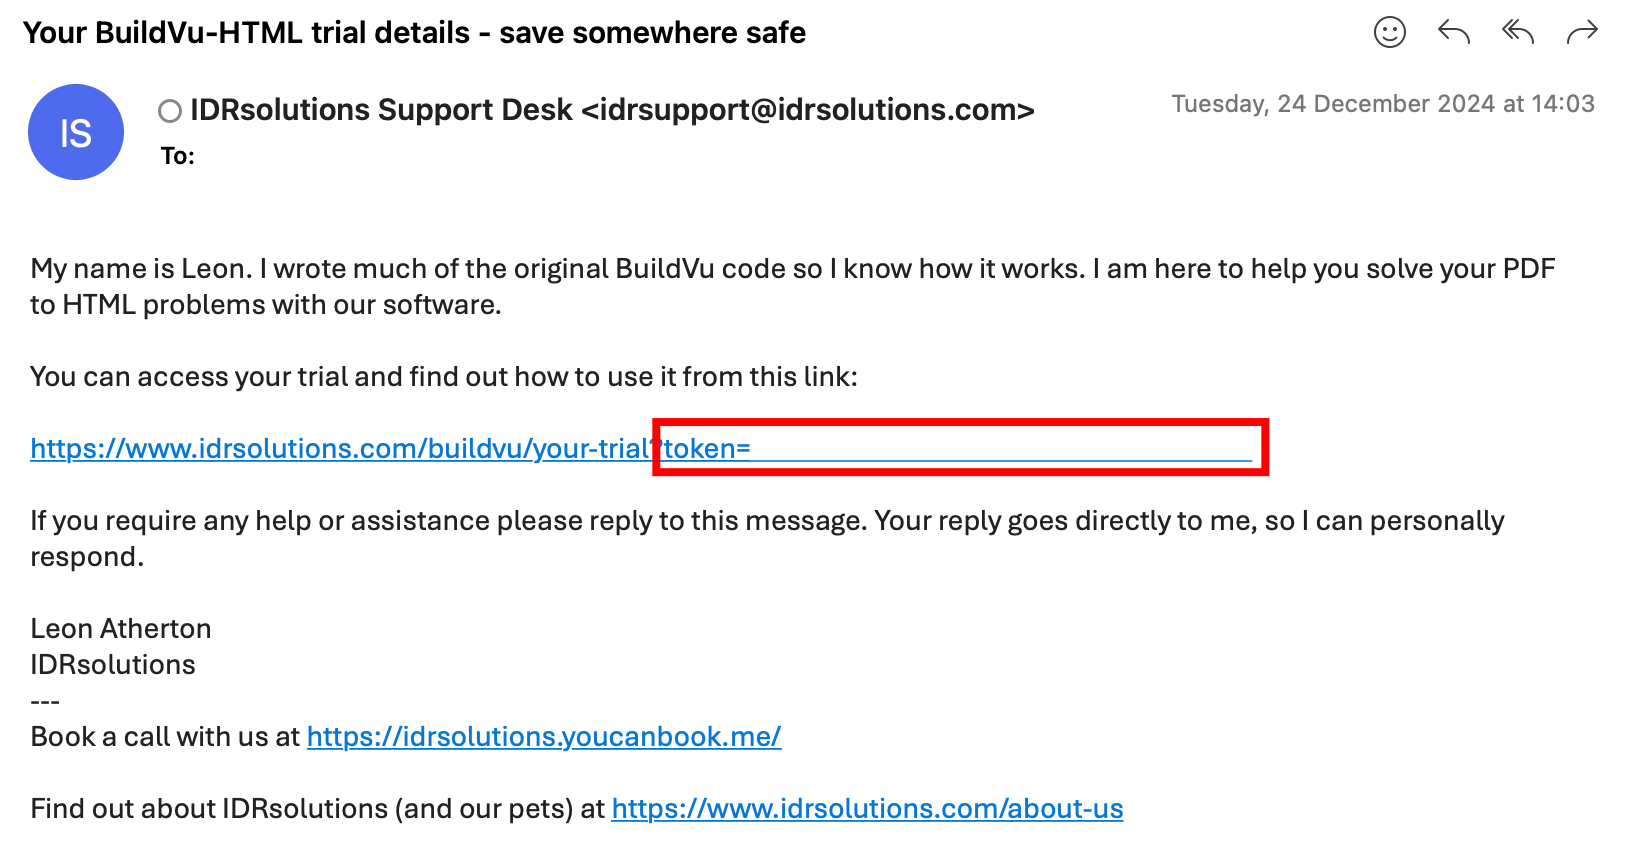 Your BuildVu-HTML trial details - save somewhere safe
IS
IDRsolutions Support Desk <idrsupport@idrsolutions.com>
Tuesday, 24 December 2024 at 14:03
To:
My name is Leon. I wrote much of the original BuildVu code so I know how it works. I am here to help you solve your PDF
to HTML problems with our software.
You can access your trial and find out how to use it from this link:
https://www.idrsolutions.com/buildvu/your-trial?token=
If you require any help or assistance please reply to this message. Your reply goes directly to me, so I can personally
respond.
Leon Atherton
IDRsolutions
---
Book a call with us at https://idrsolutions.youcanbook.me/
Find out about IDRsolutions (and our pets) at https://www.idrsolutions.com/about-us